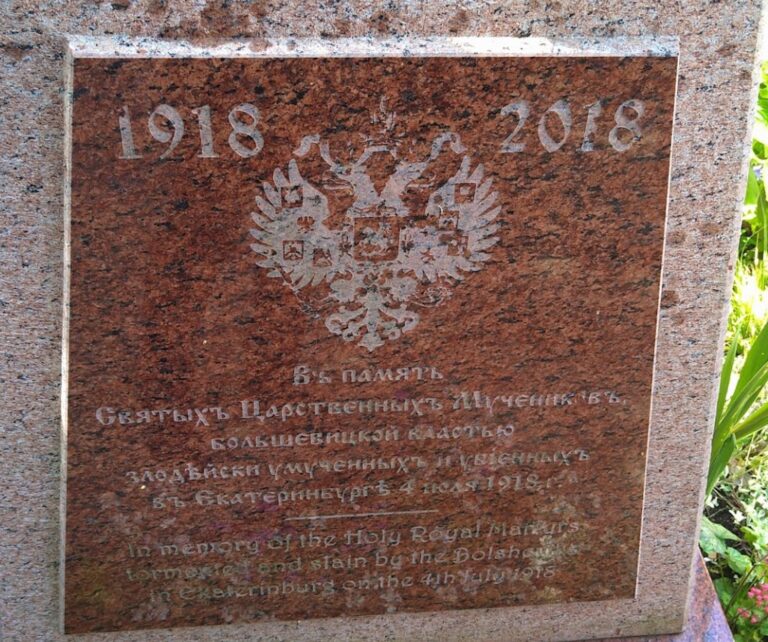 1918 2018
Въ память
Святыхъ Царственныхъ Мучениковъ,
большевицкой властью
злодѣйски умученныхъ и убіенныхъ
въ Екатеринбургѣ 4 іюля 1918 г.
In memory of the Holy Royal Martyrs
tormented and slain by the Bolsheviks
in Ekaterinburg on the 4th July 1918